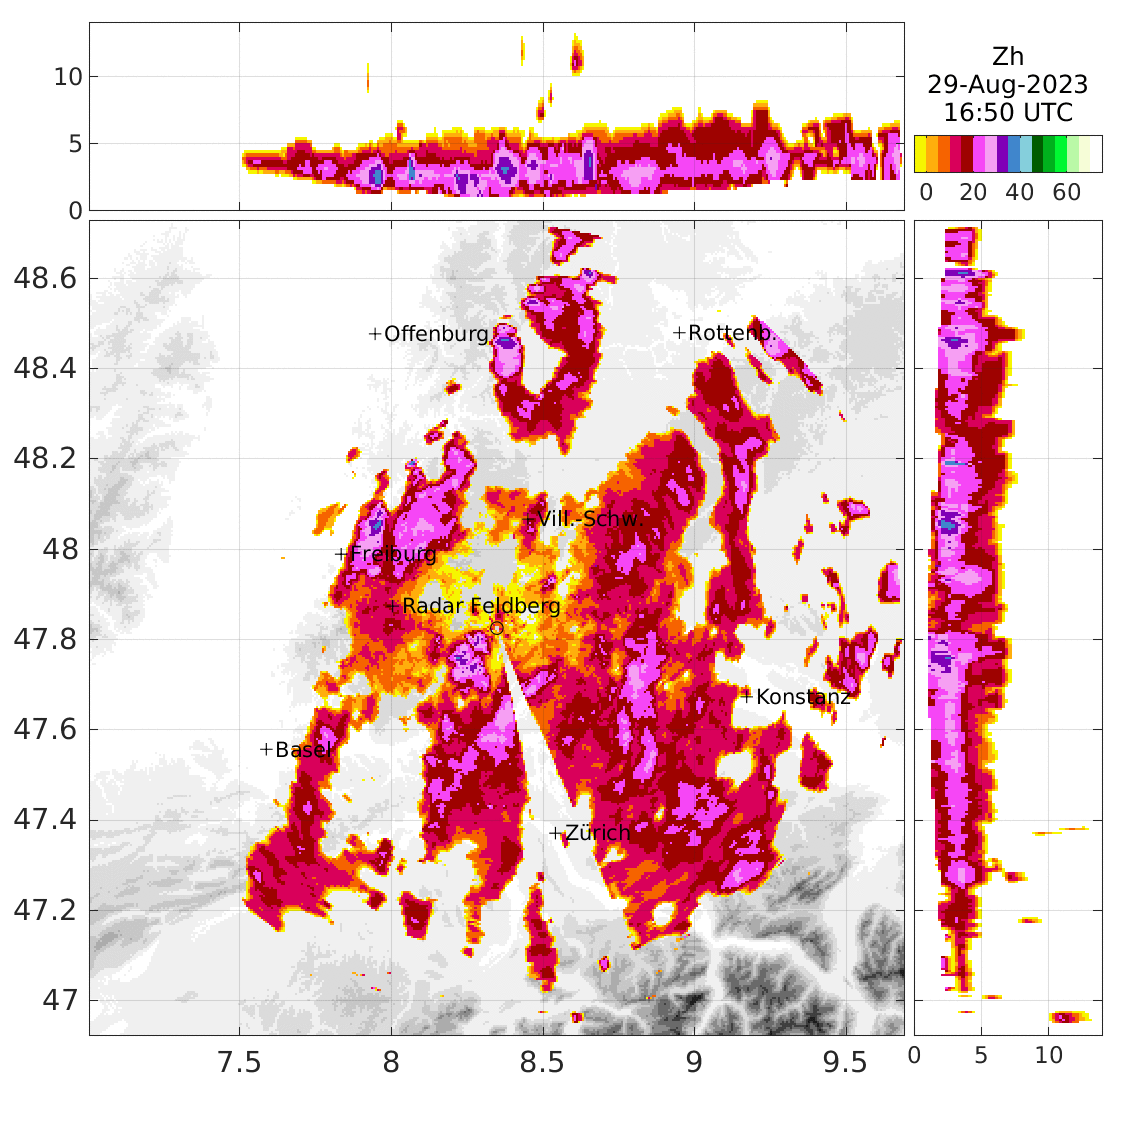 10
5
0
Zh
29-Aug-2023
16:50 UTC
0 20 40 60
48.6
48.4
48.2
48
47.8
47.6
47.4
47.2
47
+Offenburg
+Rottenb.
+Vill.-Schw.
+Freiburg
+Radar Feldberg
+Konstanz
+Basel
+Zürich
7.5 8 8.5 9 9.5
0 5 10